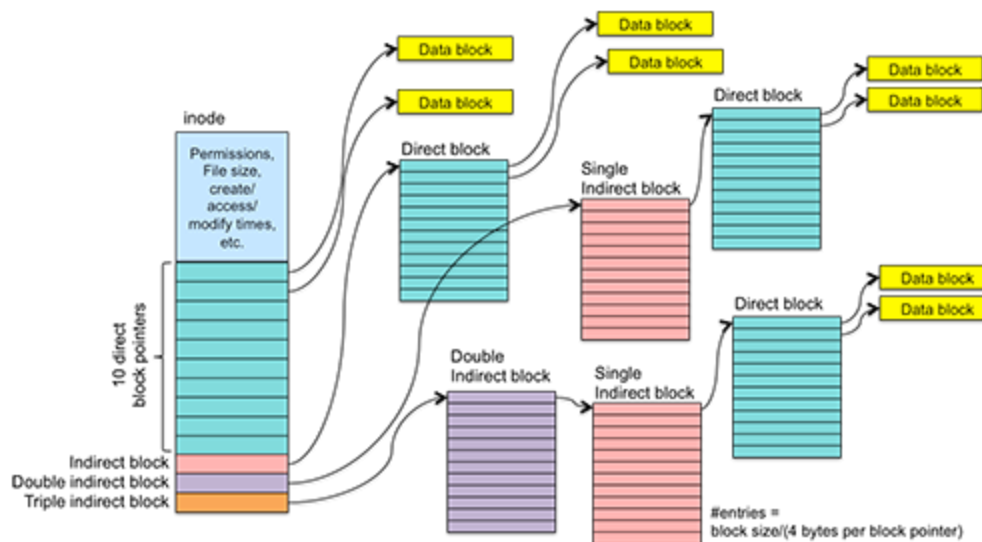 inode
Permissions,
File size,
create/
access/
modify times,
etc.
10 direct
block pointers
Indirect block
Double indirect block
Triple indirect block
Data block
Data block
Direct block
Data block
Data block
Single
Indirect block
Direct block
Data block
Data block
Double
Indirect block
Single
Indirect block
Direct block
Data block
Data block
#entries =
block size/(4 bytes per block pointer)